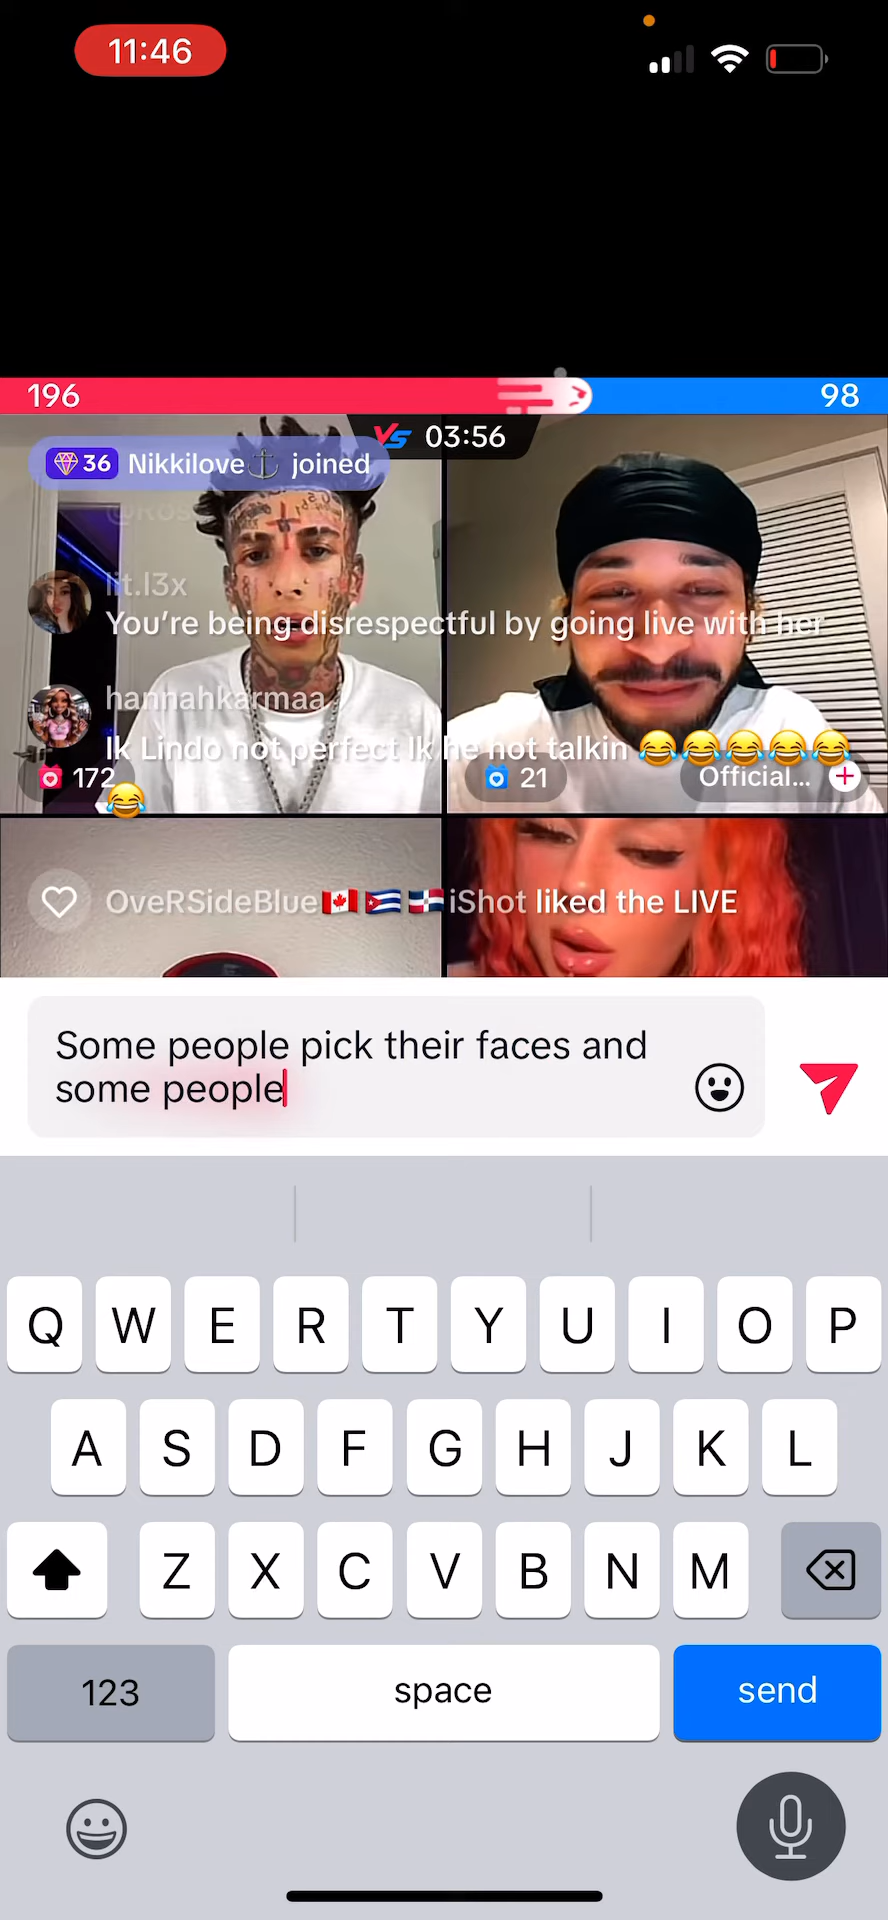 11:46
196
98
VS 03:56
36 Nikkilove⚓ joined
lit.l3x
You’re being disrespectful by going live with her
hannahkarmaa
Ik Lindo not perfect Ik he not talkin 😂😂😂😂😂
😂
172
21
Official...
OveRSideBlue🇨🇦🇨🇺🇩🇴iShot liked the LIVE
Some people pick their faces and
some people
Q W E R T Y U I O P
A S D F G H J K L
Z X C V B N M
123
space
send